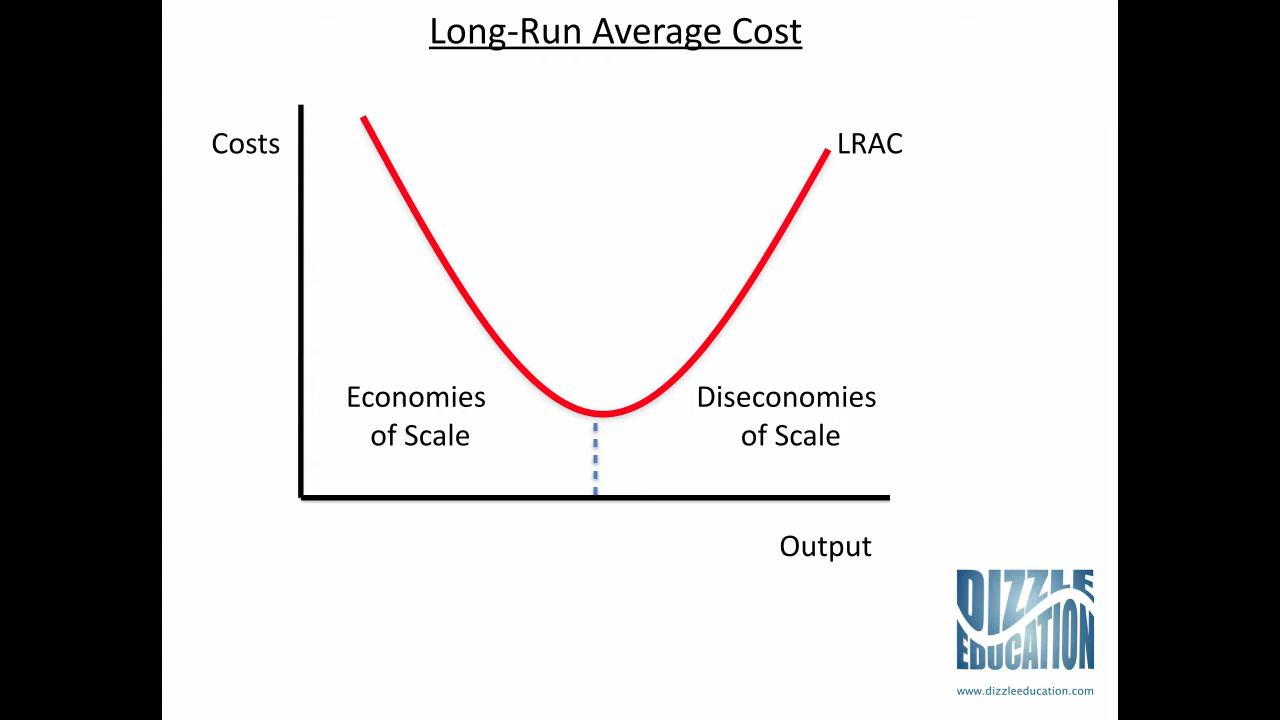 Long-Run Average Cost
Costs
LRAC
Economies
of Scale
Diseconomies
of Scale
Output
DIZZLE
EDUCATION
www.dizzleeducation.com